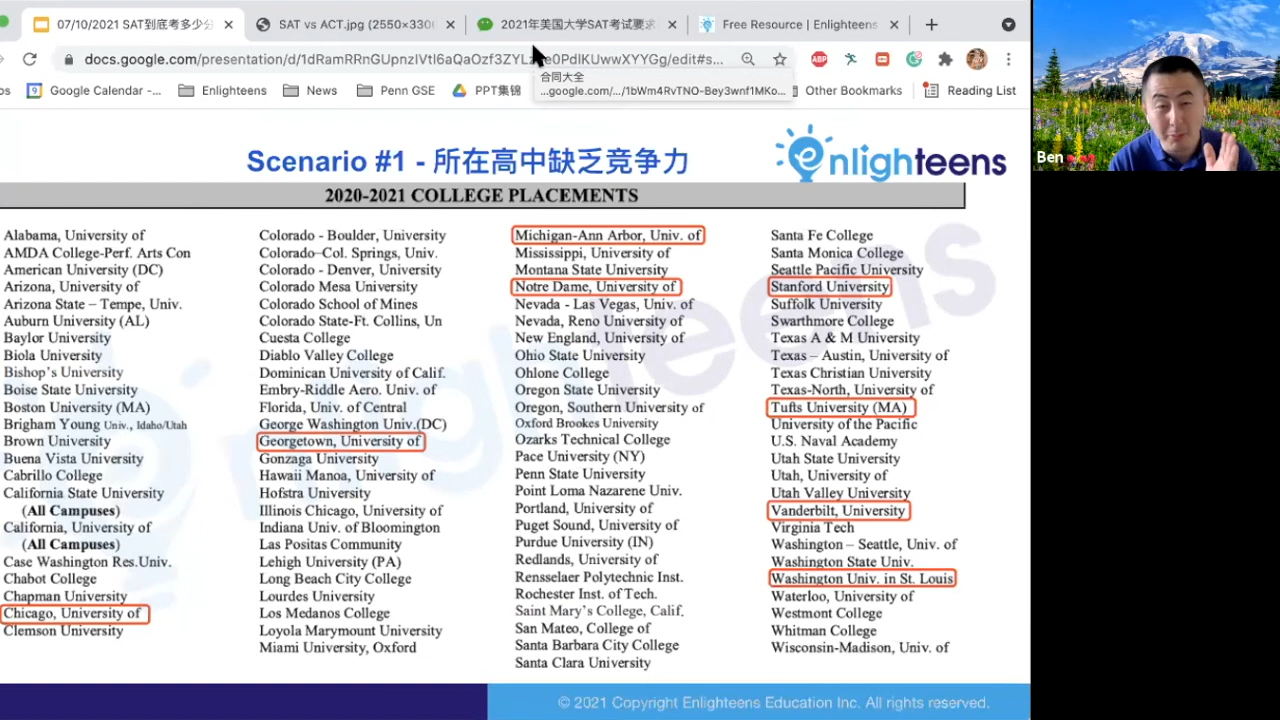 07/10/2021 SAT到底考多少分
SAT vs ACT.jpg (2550×330
2021年美国大学SAT考试要求
Free Resource | Enlighteens
Google Calendar -...
Enlighteens
News
Penn GSE
PPT集锦
合同大全
...google.com/.../1bWm4RvTNO-Bey3wnf1MKo...
Other Bookmarks
Reading List
Ben
Scenario #1 - 所在高中缺乏竞争力
enlighteens
2020-2021 COLLEGE PLACEMENTS
Alabama, University of
AMDA College-Perf. Arts Con
American University (DC)
Arizona, University of
Arizona State – Tempe, Univ.
Auburn University (AL)
Baylor University
Biola University
Bishop's University
Boise State University
Boston University (MA)
Brigham Young Univ., Idaho/Utah
Brown University
Buena Vista University
Cabrillo College
California State University
(All Campuses)
California, University of
(All Campuses)
Case Washington Res.Univ.
Chabot College
Chapman University
Chicago, University of
Clemson University
Colorado - Boulder, University
Colorado–Col. Springs, Univ.
Colorado - Denver, University
Colorado Mesa University
Colorado School of Mines
Colorado State-Ft. Collins, Un
Cuesta College
Diablo Valley College
Dominican University of Calif.
Embry-Riddle Aero. Univ. of
Florida, Univ. of Central
George Washington Univ.(DC)
Georgetown, University of
Gonzaga University
Hawaii Manoa, University of
Hofstra University
Illinois Chicago, University of
Indiana Univ. of Bloomington
Las Positas Community
Lehigh University (PA)
Long Beach City College
Lourdes University
Los Medanos College
Loyola Marymount University
Miami University, Oxford
Michigan-Ann Arbor, Univ. of
Mississippi, University of
Montana State University
Notre Dame, University of
Nevada - Las Vegas, Univ. of
Nevada, Reno University of
New England, University of
Ohio State University
Ohlone College
Oregon State University
Oregon, Southern University of
Oxford Brookes University
Ozarks Technical College
Pace University (NY)
Penn State University
Point Loma Nazarene Univ.
Portland, University of
Puget Sound, University of
Purdue University (IN)
Redlands, University of
Rensselaer Polytechnic Inst.
Rochester Inst. of Tech.
Saint Mary's College, Calif.
San Mateo, College of
Santa Barbara City College
Santa Clara University
Santa Fe College
Santa Monica College
Seattle Pacific University
Stanford University
Suffolk University
Swarthmore College
Texas A & M University
Texas – Austin, University of
Texas Christian University
Texas-North, University of
Tufts University (MA)
University of the Pacific
U.S. Naval Academy
Utah State University
Utah, University of
Utah Valley University
Vanderbilt, University
Virginia Tech
Washington – Seattle, Univ. of
Washington State Univ.
Washington Univ. in St. Louis
Waterloo, University of
Westmont College
Whitman College
Wisconsin-Madison, Univ. of
© 2021 Copyright Enlighteens Education Inc. All rights reserved.